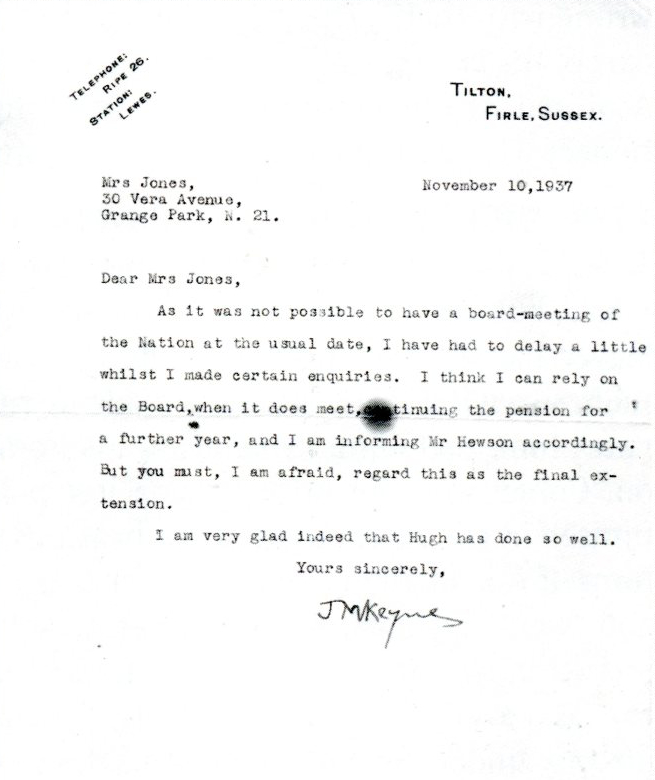 TELEPHONE:
RIPE 26.
STATION:
LEWES.
TILTON,
FIRLE, SUSSEX.
Mrs Jones,
30 Vera Avenue,
Grange Park, N. 21.
November 10,1937
Dear Mrs Jones,
As it was not possible to have a board-meeting of
the Nation at the usual date, I have had to delay a little
whilst I made certain enquiries. I think I can rely on
the Board,when it does meet,continuing the pension for
a further year, and I am informing Mr Hewson accordingly.
But you must, I am afraid, regard this as the final ex-
tension.
I am very glad indeed that Hugh has done so well.
Yours sincerely,
JMKeynes